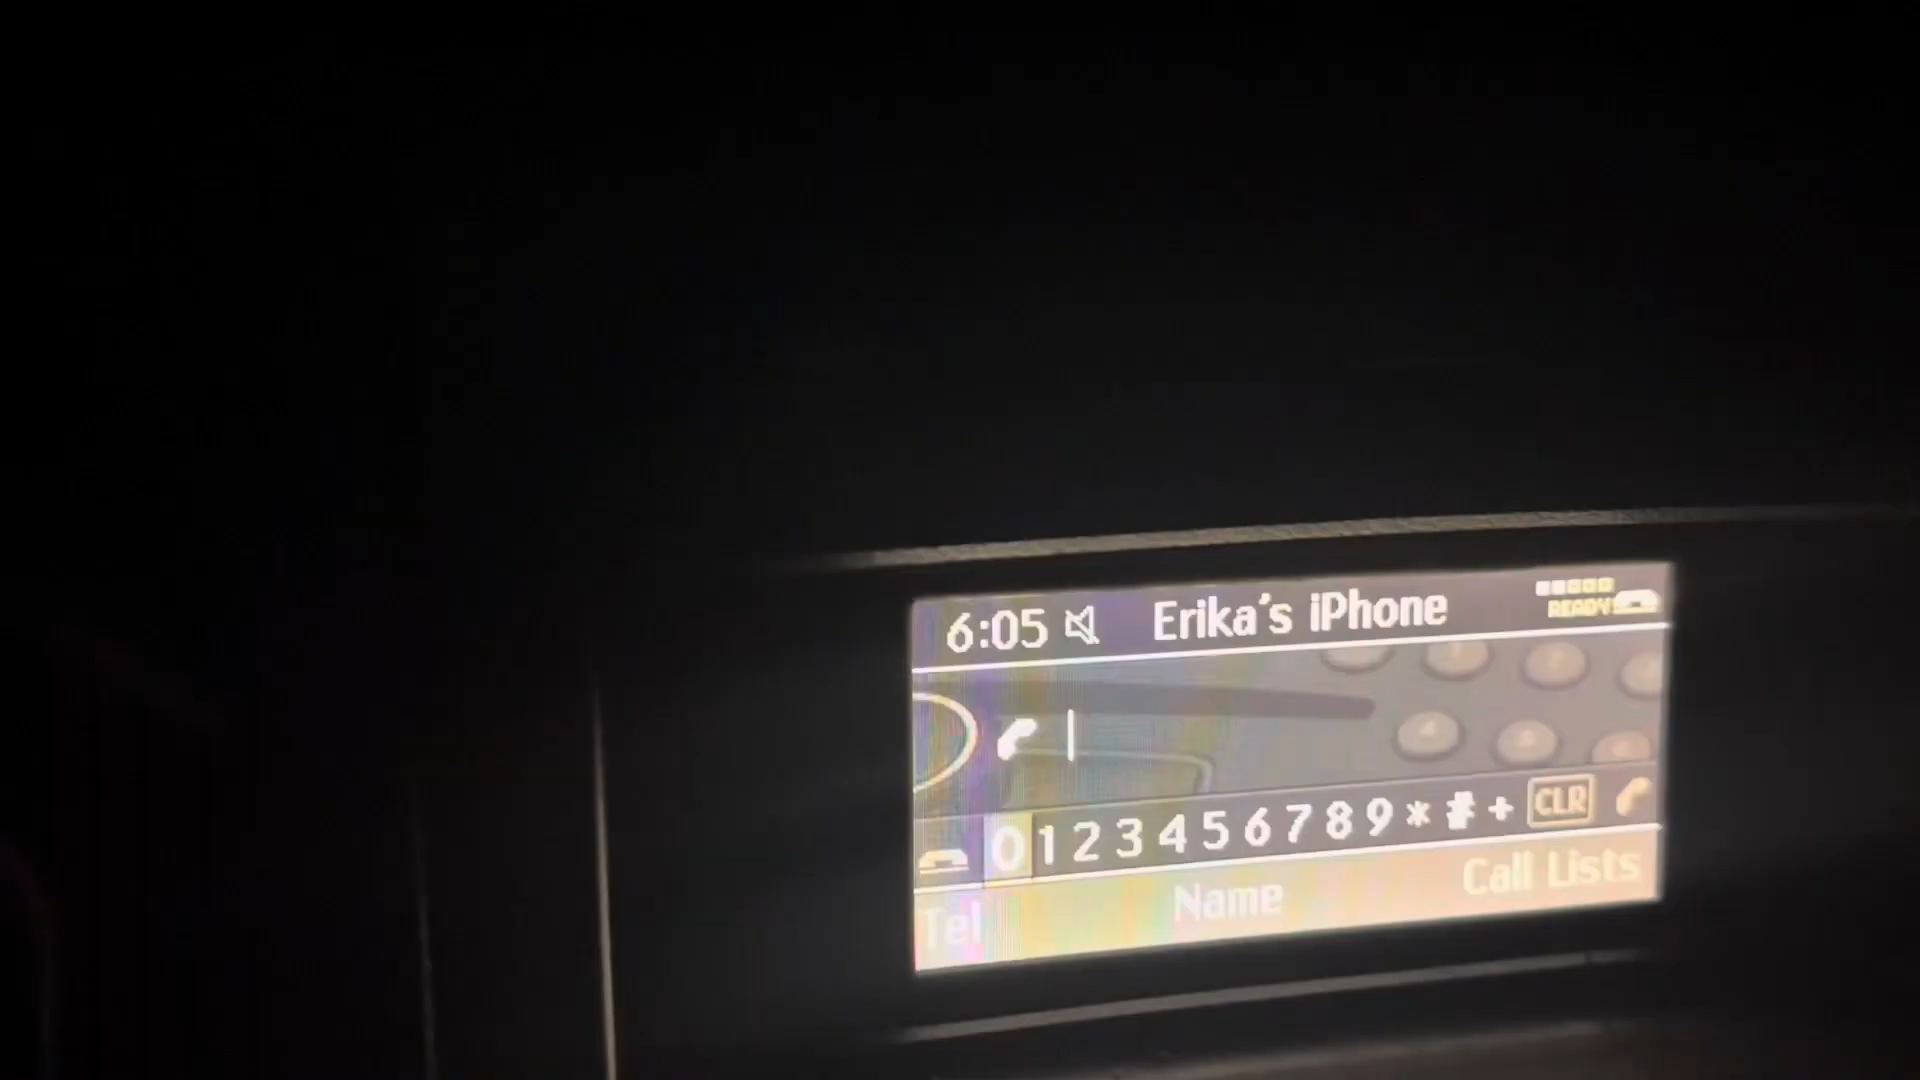 6:05 Erika's iPhone READY
0 1 2 3 4 5 6 7 8 9 * # + CLR
Tel Name Call Lists